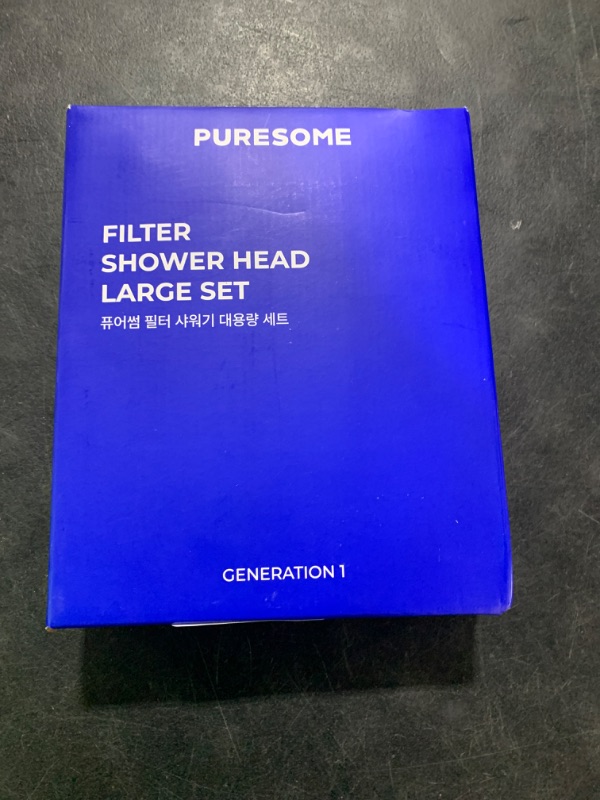 PURESOME
FILTER
SHOWER HEAD
LARGE SET
퓨어썸 필터 샤워기 대용량 세트
GENERATION 1